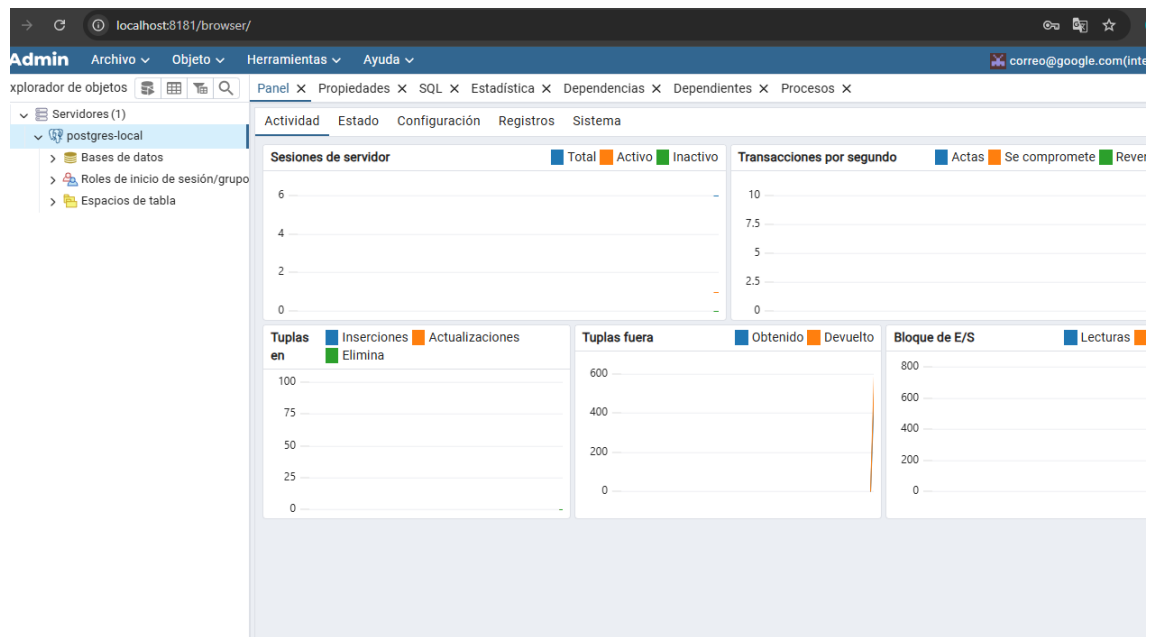 localhost:8181/browser/
Admin Archivo Objeto Herramientas Ayuda correo@google.com(inte
xplorador de objetos Panel Propiedades SQL Estadística Dependencias Dependientes Procesos
Servidores (1)
postgres-local
Bases de datos
Roles de inicio de sesión/grupo
Espacios de tabla
Actividad Estado Configuración Registros Sistema
Sesiones de servidor Total Activo Inactivo
6
4
2
0
Transacciones por segundo Actas Se compromete Rever
10
7.5
5
2.5
0
Tuplas en Inserciones Actualizaciones
Elimina
100
75
50
25
0
Tuplas fuera Obtenido Devuelto
600
400
200
0
Bloque de E/S Lecturas
800
600
400
200
0